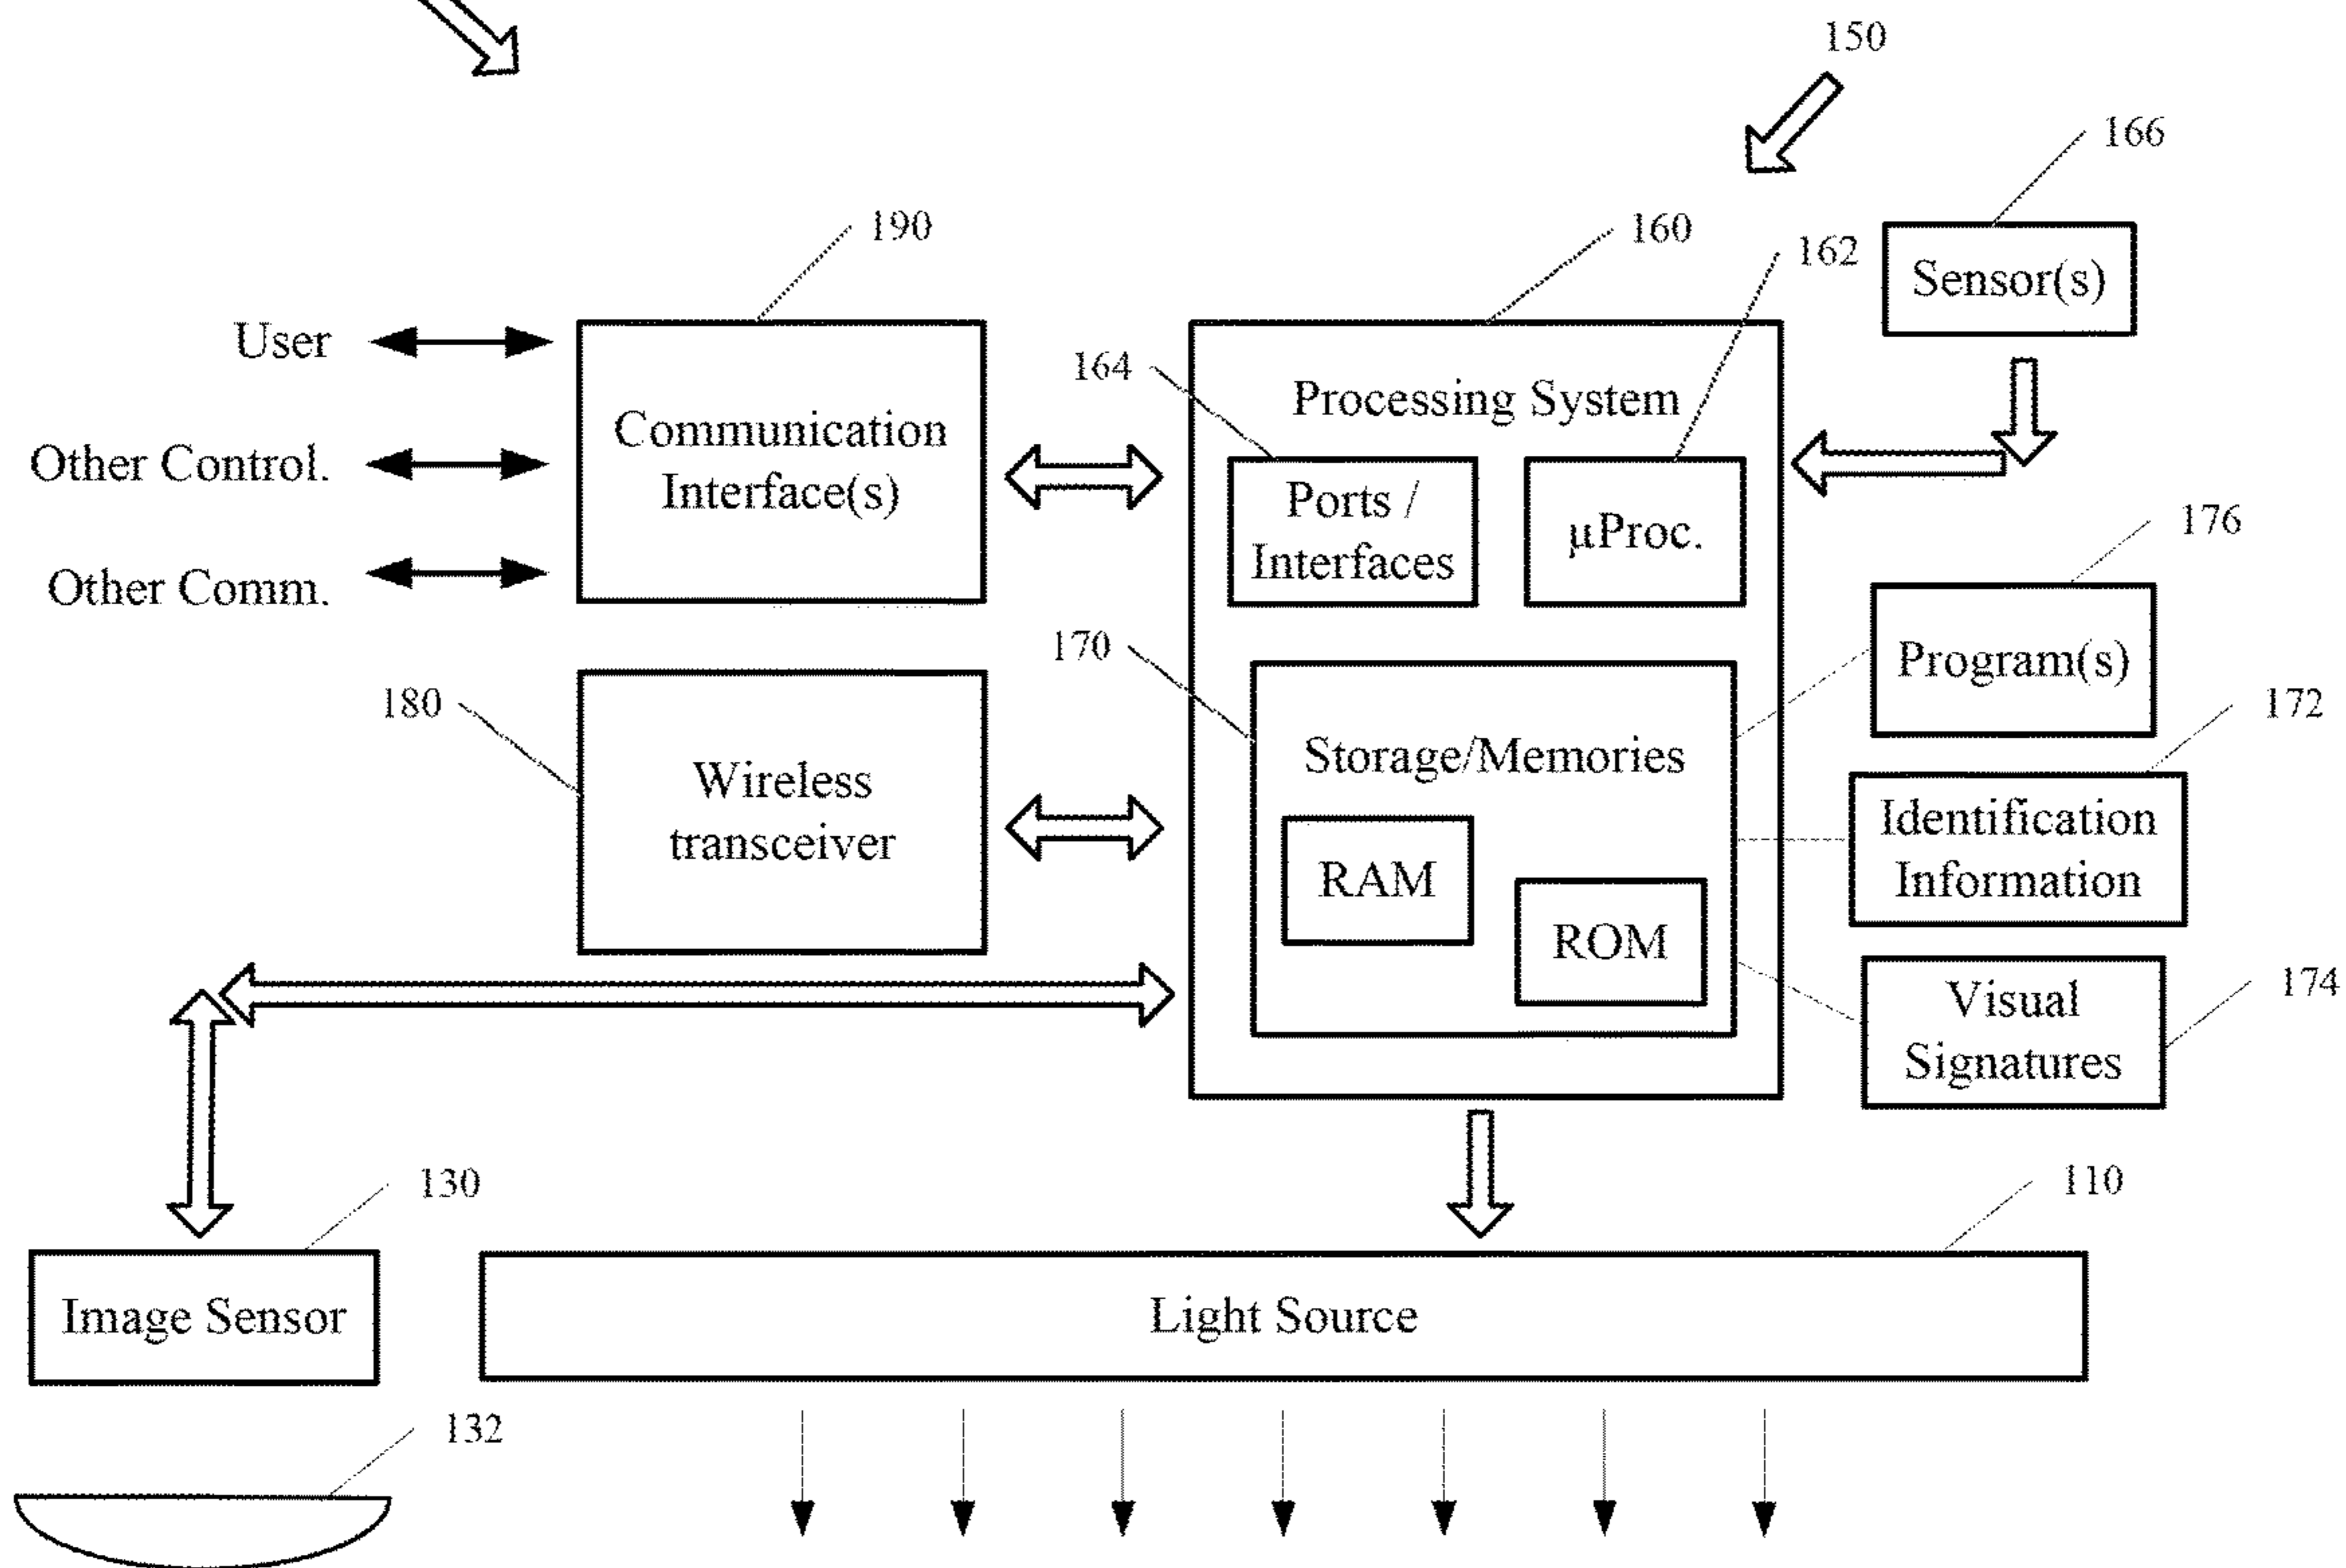 150
166
190
160
162
Sensor(s)
User
164
Processing System
Communication
Interface(s)
Other Control.
Ports /
Interfaces
µProc.
176
Other Comm.
170
Program(s)
180
172
Wireless
transceiver
Storage/Memories
Identification
Information
RAM
ROM
174
Visual
Signatures
130
110
Image Sensor
Light Source
132